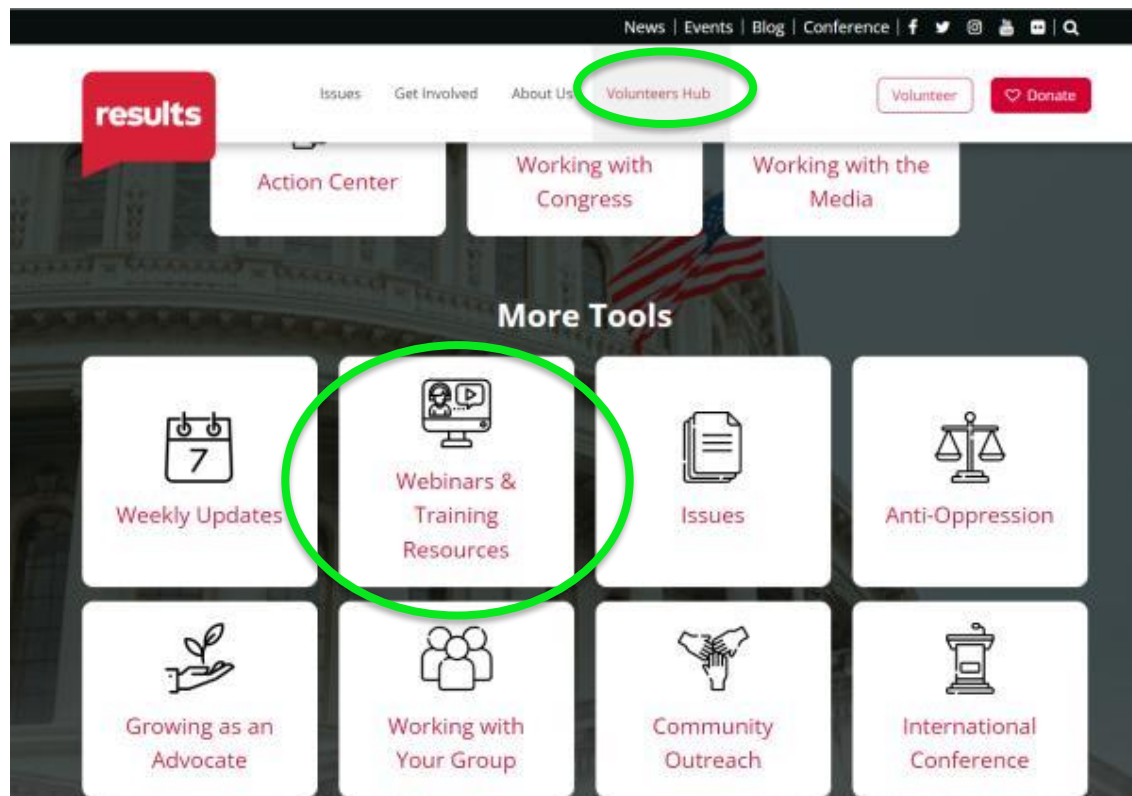 News | Events | Blog | Conference |
results
Issues Get Involved About Us Volunteers Hub Volunteer Donate
Action Center
Working with
Congress
Working with the
Media
More Tools
7
Weekly Updates
Webinars &
Training
Resources
Issues
Anti-Oppression
Growing as an
Advocate
Working with
Your Group
Community
Outreach
International
Conference